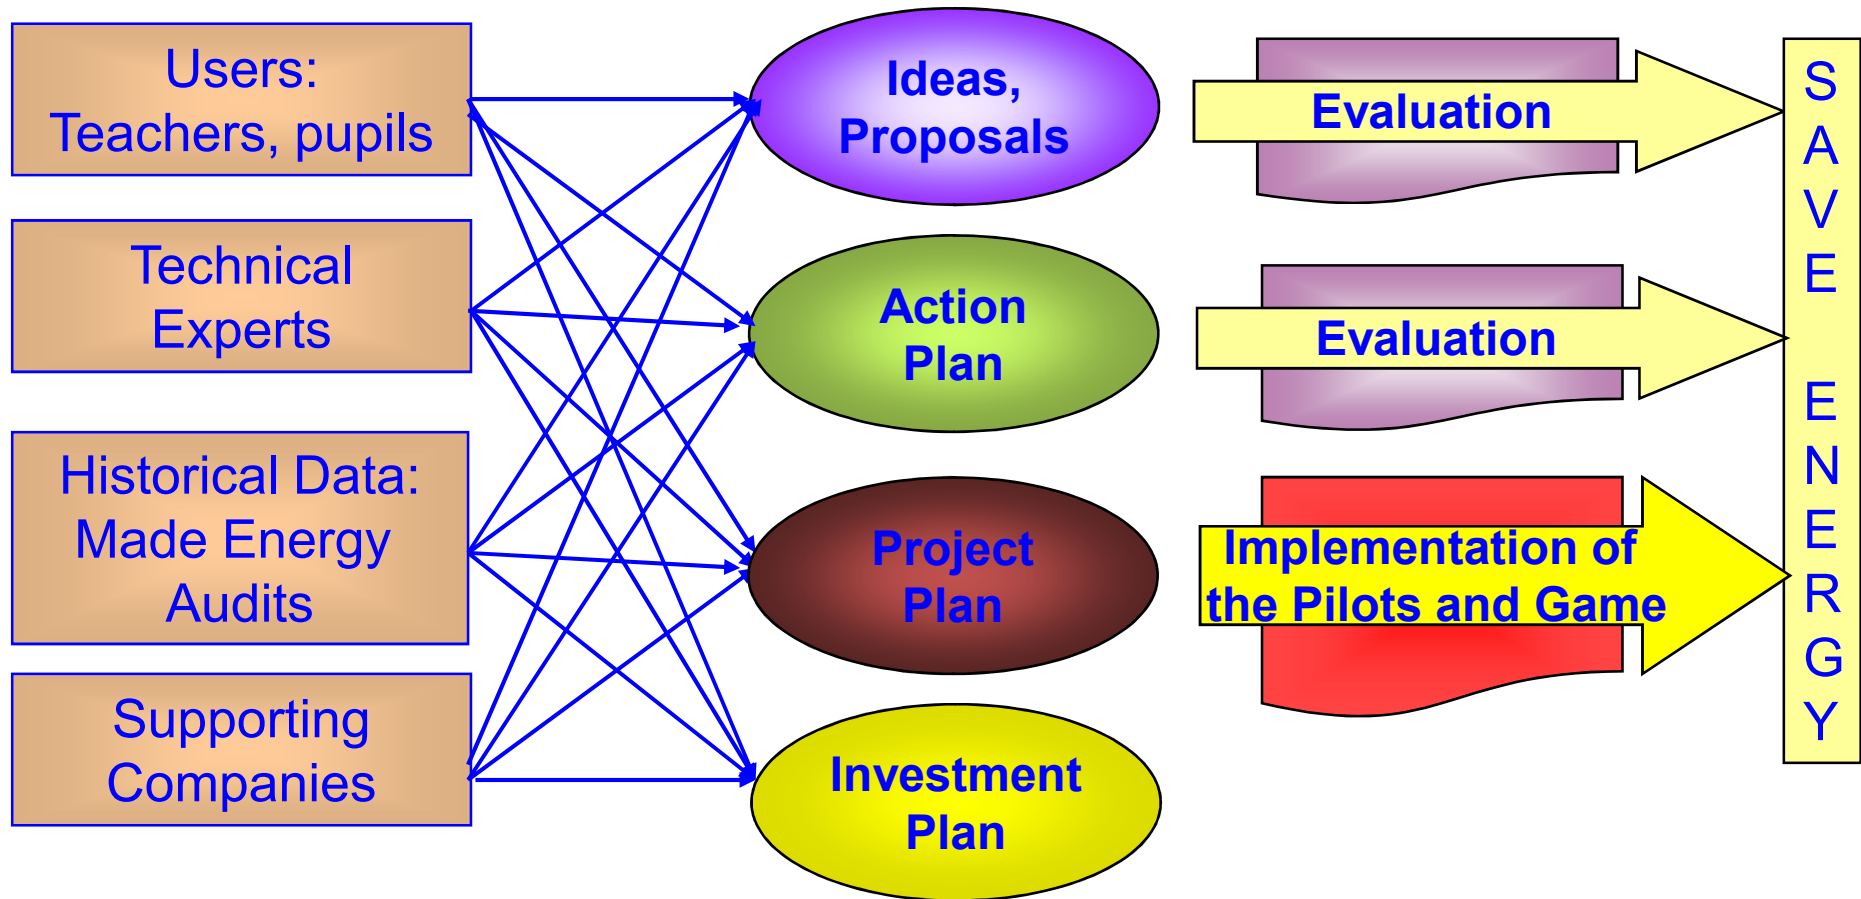 Users:
Teachers, pupils
Technical
Experts
Historical Data:
Made Energy
Audits
Supporting
Companies
Ideas,
Proposals
Action
Plan
Project
Plan
Investment
Plan
Evaluation
Evaluation
Implementation of
the Pilots and Game
S
A
V
E
E
N
E
R
G
Y